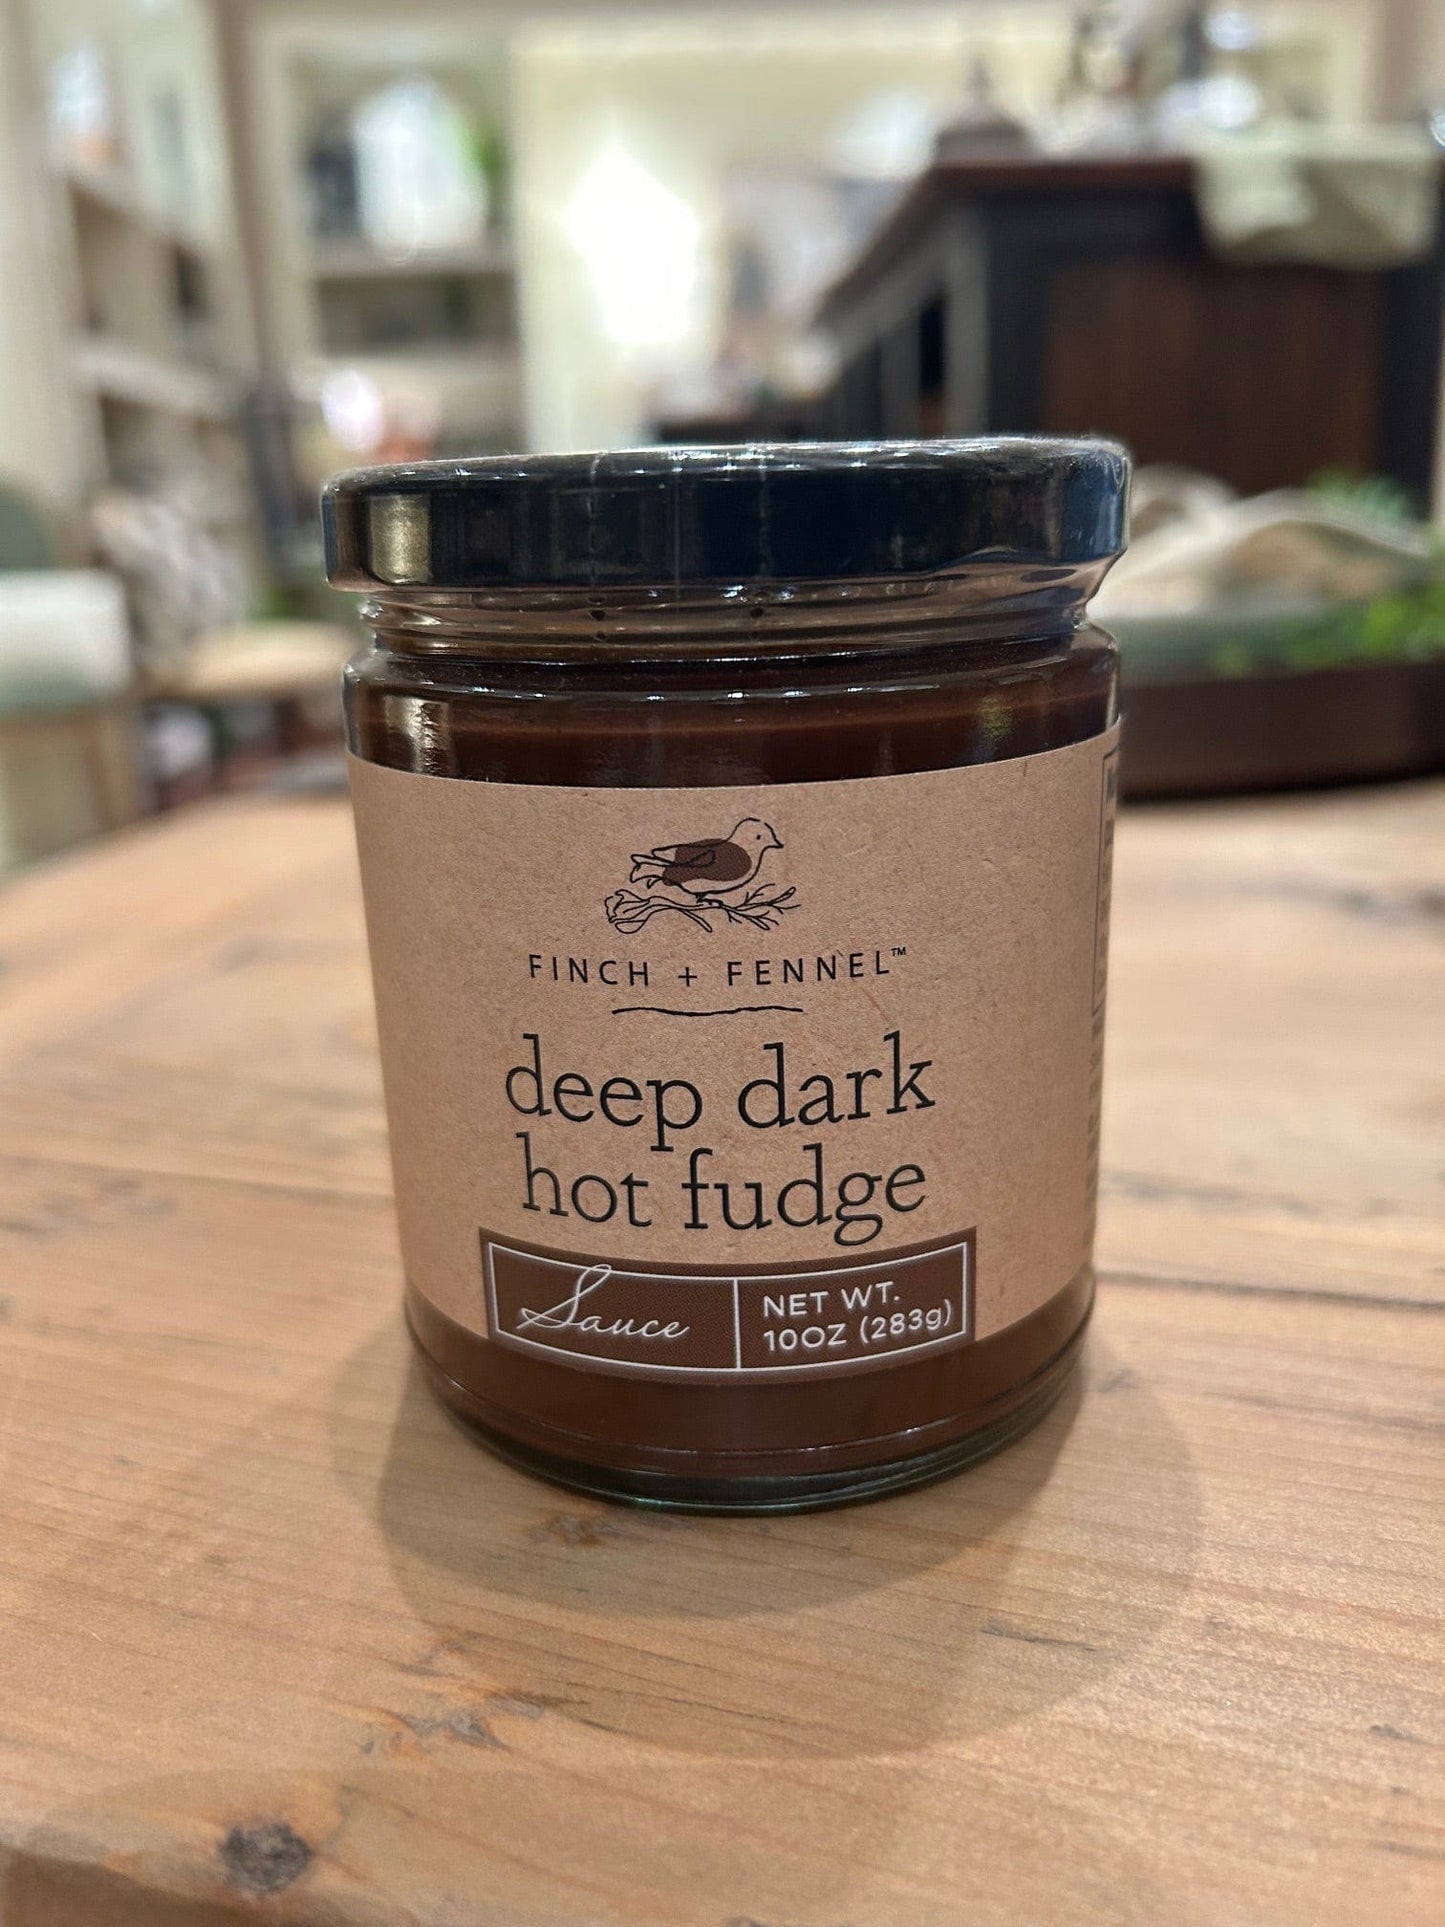 FINCH + FENNEL™
deep dark
hot fudge
Sauce
NET WT.
10OZ (283g)